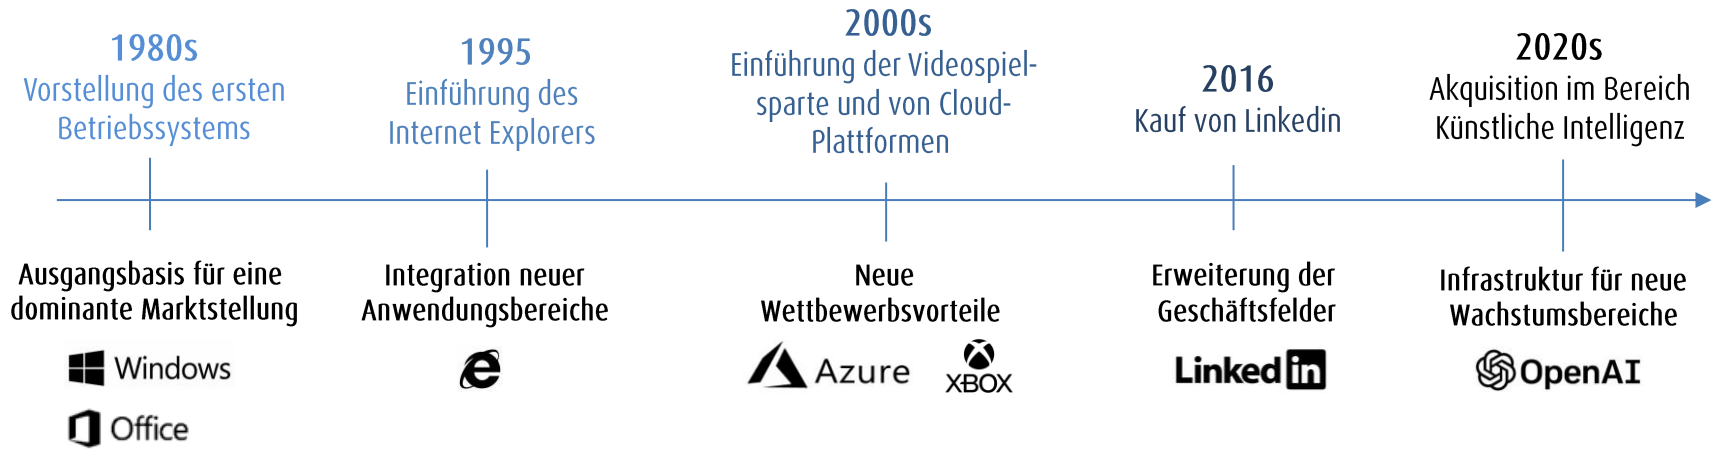 1980s
Vorstellung des ersten
Betriebssystems
1995
Einführung des
Internet Explorers
2000s
Einführung der Videospiel-
sparte und von Cloud-
Plattformen
2016
Kauf von Linkedin
2020s
Akquisition im Bereich
Künstliche Intelligenz
Ausgangsbasis für eine
dominante Marktstellung
Windows
Office
Integration neuer
Anwendungsbereiche
Neue
Wettbewerbsvorteile
Azure
XBOX
Erweiterung der
Geschäftsfelder
Linked in
Infrastruktur für neue
Wachstumsbereiche
OpenAI